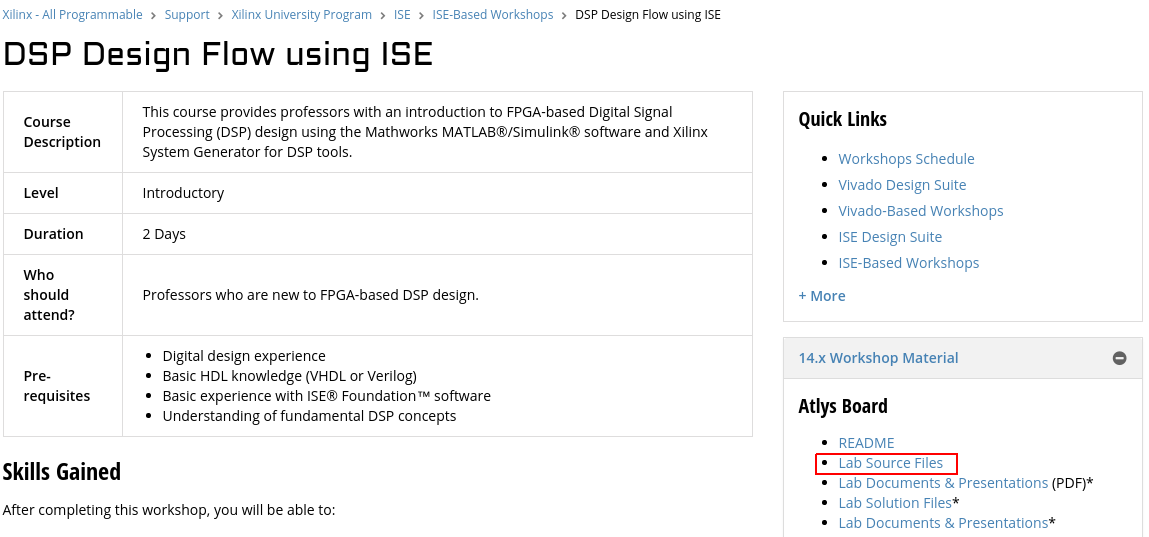 Xilinx - All Programmable > Support > Xilinx University Program > ISE > ISE-Based Workshops > DSP Design Flow using ISE
DSP Design Flow using ISE
Course
Description
This course provides professors with an introduction to FPGA-based Digital Signal
Processing (DSP) design using the Mathworks MATLAB®/Simulink® software and Xilinx
System Generator for DSP tools.
Level
Introductory
Duration
2 Days
Who
should
attend?
Professors who are new to FPGA-based DSP design.
Pre-
requisites
• Digital design experience
• Basic HDL knowledge (VHDL or Verilog)
• Basic experience with ISE® Foundation™ software
• Understanding of fundamental DSP concepts
Skills Gained
After completing this workshop, you will be able to:
Quick Links
• Workshops Schedule
• Vivado Design Suite
• Vivado-Based Workshops
• ISE Design Suite
• ISE-Based Workshops
+ More
14.x Workshop Material
Atlys Board
• README
• Lab Source Files
• Lab Documents & Presentations (PDF)*
• Lab Solution Files*
• Lab Documents & Presentations*